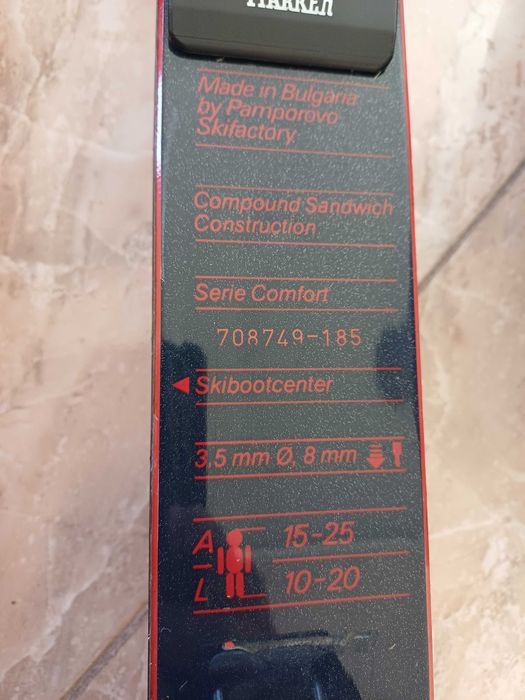 MARKER
Made in Bulgaria
by Pamporovo
Skifactory
Compound Sandwich
Construction
Serie Comfort
708749-185
Skibootcenter
3,5 mm Ø, 8 mm
A 15-25
L 10-20